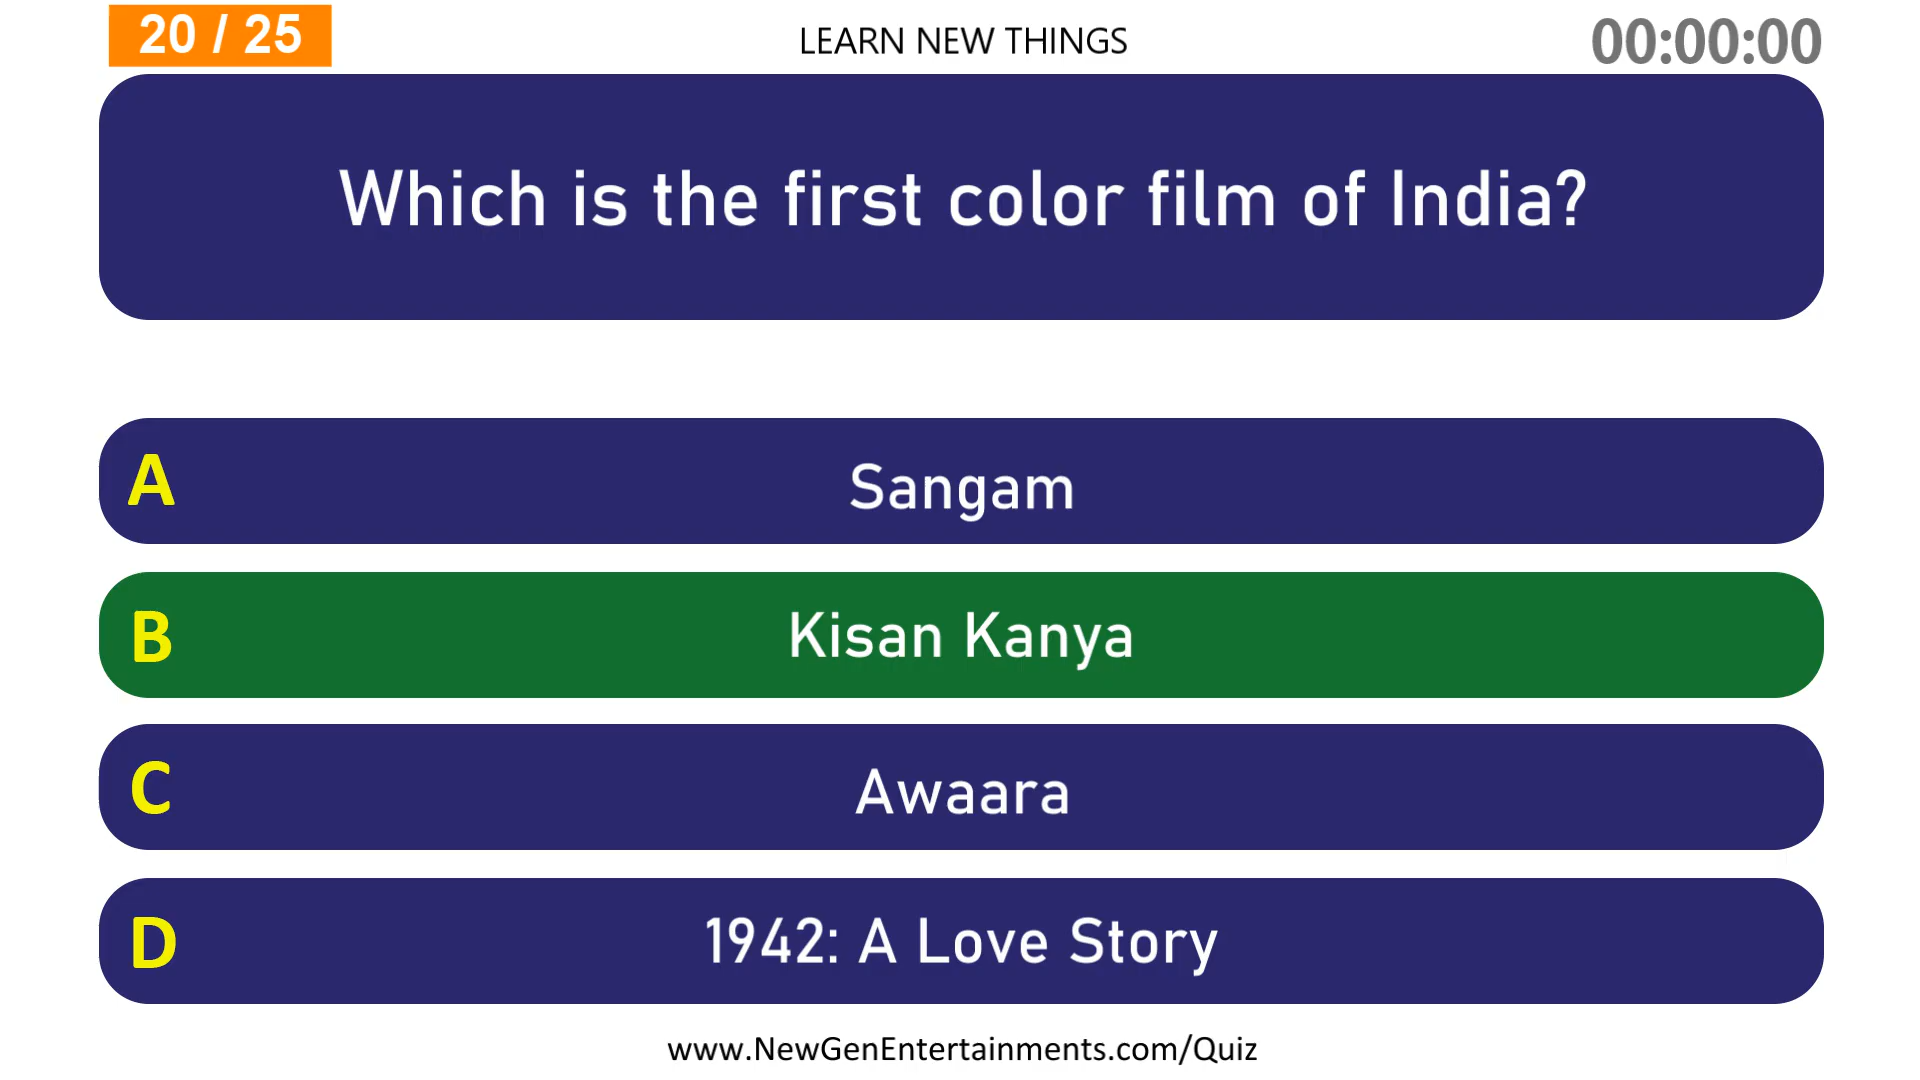 20 / 25
LEARN NEW THINGS
00:00:00
Which is the first color film of India?
A
Sangam
B
Kisan Kanya
C
Awaara
D
1942: A Love Story
www.NewGenEntertainments.com/Quiz